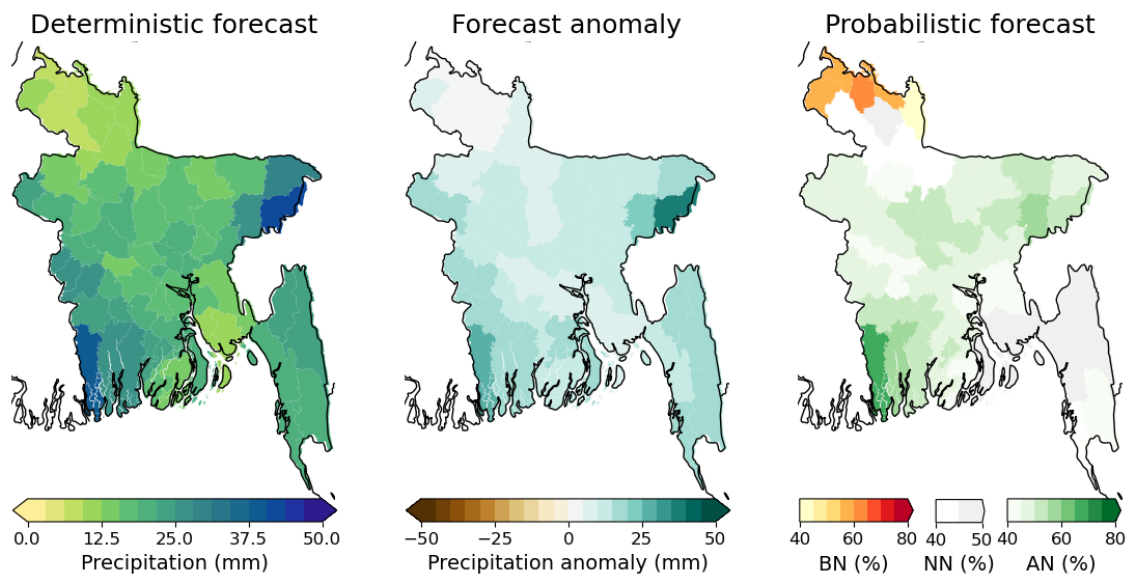 Deterministic forecast
Forecast anomaly
Probabilistic forecast
0.0 12.5 25.0 37.5 50.0
Precipitation (mm)
−50 −25 0 25 50
Precipitation anomaly (mm)
40 60 80
BN (%)
40 50
NN (%)
40 60 80
AN (%)